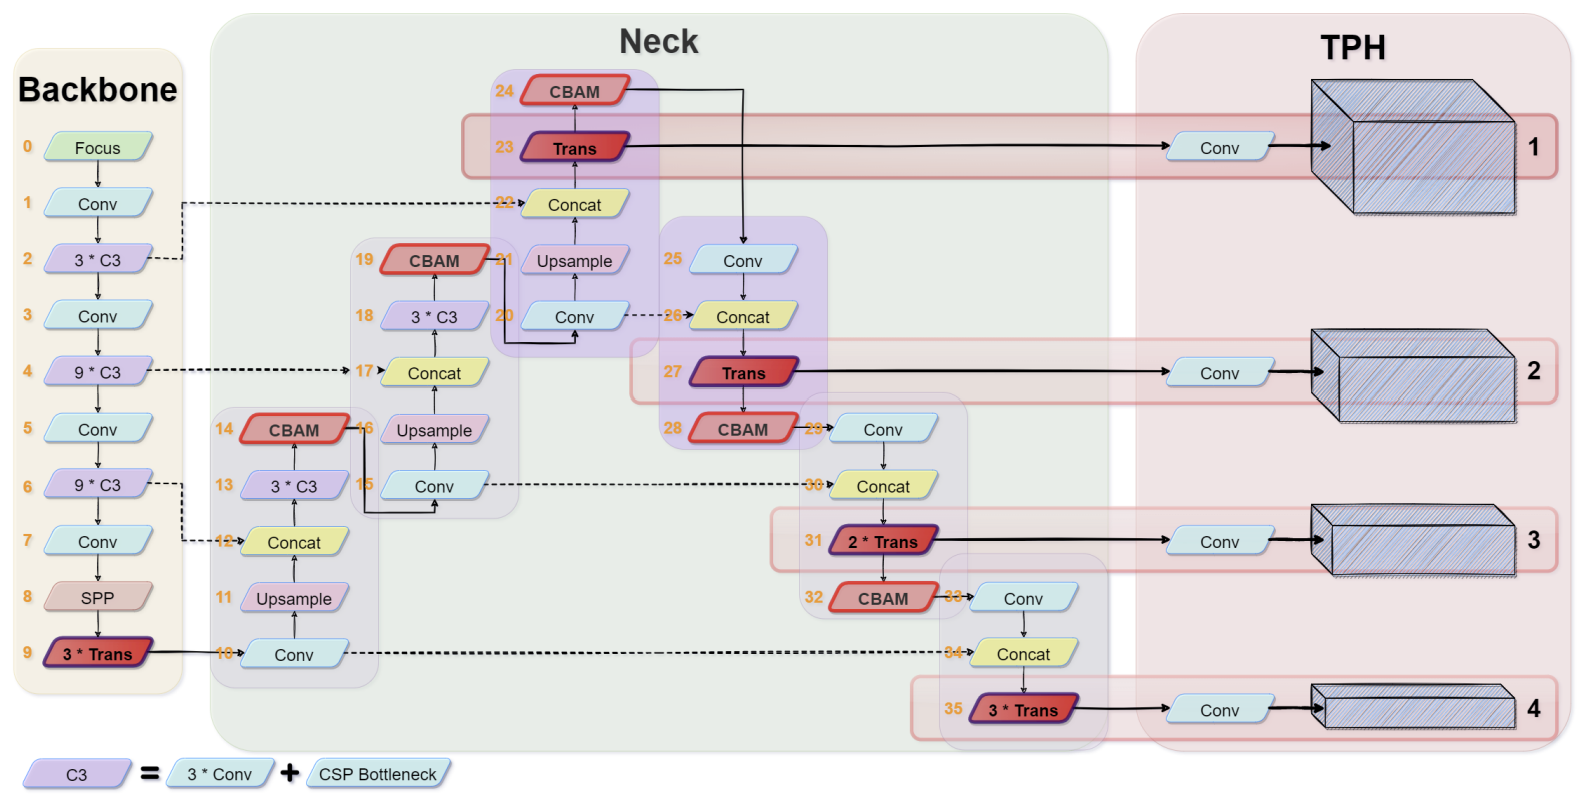 Backbone
0 Focus
1 Conv
2 3 * C3
3 Conv
4 9 * C3
5 Conv
6 9 * C3
7 Conv
8 SPP
9 3 * Trans
Neck
14 CBAM
13 3 * C3
12 Concat
11 Upsample
10 Conv
19 CBAM
18 3 * C3
17 Concat
16 Upsample
15 Conv
24 CBAM
23 Trans
22 Concat
21 Upsample
20 Conv
25 Conv
26 Concat
27 Trans
28 CBAM
29 Conv
30 Concat
31 2 * Trans
32 CBAM
33 Conv
34 Concat
35 3 * Trans
TPH
Conv 1
Conv 2
Conv 3
Conv 4
C3 = 3 * Conv + CSP Bottleneck